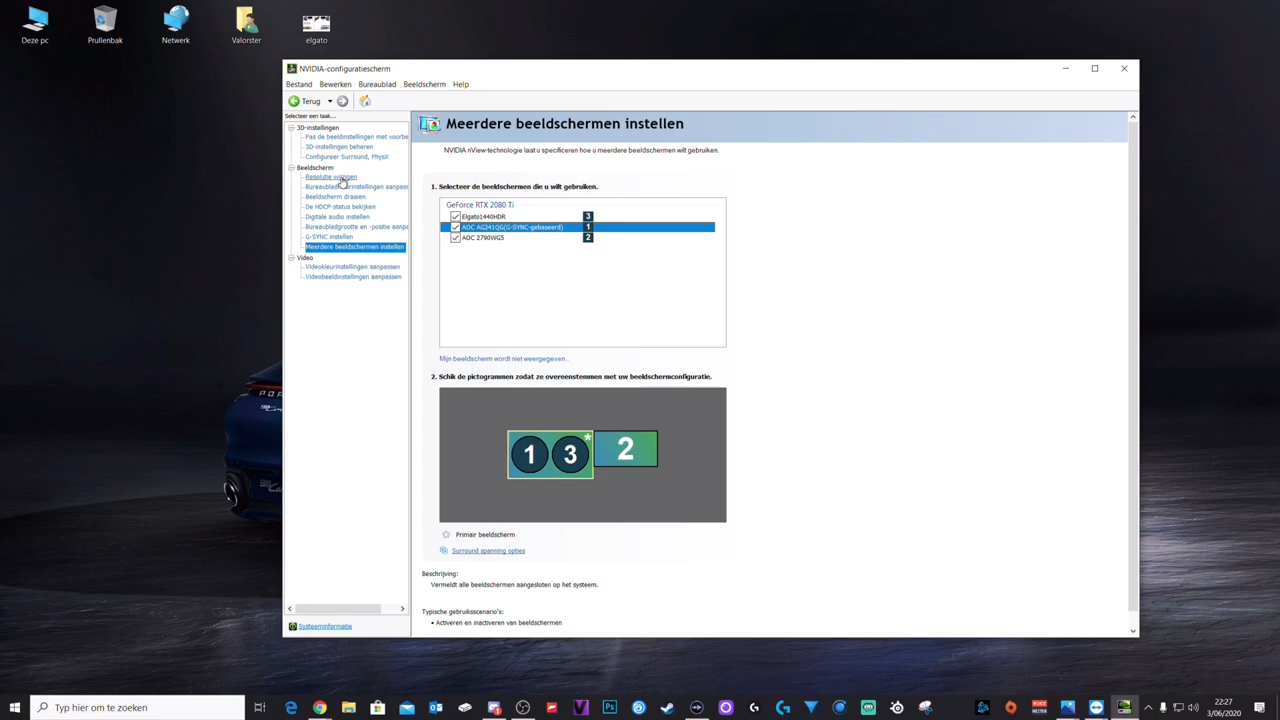 Deze pc
Prullenbak
Netwerk
Valorster
elgato
NVIDIA-configuratiescherm
Bestand Bewerken Bureaublad Beeldscherm Help
Terug
Selecteer een taak...
3D-instellingen
Pas de beeldinstellingen met voorbe
3D-instellingen beheren
Configureer Surround, PhysX
Beeldscherm
Resolutie wijzigen
Bureaubladkleurinstellingen aanpass
Beeldscherm draaien
De HDCP-status bekijken
Digitale audio instellen
Bureaubladgrootte en -positie aanpa
G-SYNC instellen
Meerdere beeldschermen instellen
Video
Videokleurinstellingen aanpassen
Videobeeldinstellingen aanpassen
Systeeminformatie
Meerdere beeldschermen instellen
NVIDIA nView-technologie laat u specificeren hoe u meerdere beeldschermen wilt gebruiken.
1. Selecteer de beeldschermen die u wilt gebruiken.
GeForce RTX 2080 Ti
Elgato1440HDR 3
AOC AG241QG(G-SYNC-gebaseerd) 1
AOC 2790WG5 2
Mijn beeldscherm wordt niet weergegeven...
2. Schik de pictogrammen zodat ze overeenstemmen met uw beeldschermconfiguratie.
1 3 2
Primair beeldscherm
Surround spanning opties
Beschrijving:
Vermeldt alle beeldschermen aangesloten op het systeem.
Typische gebruiksscenario's:
• Activeren en inactiveren van beeldschermen
Typ hier om te zoeken
22:27
3/06/2020